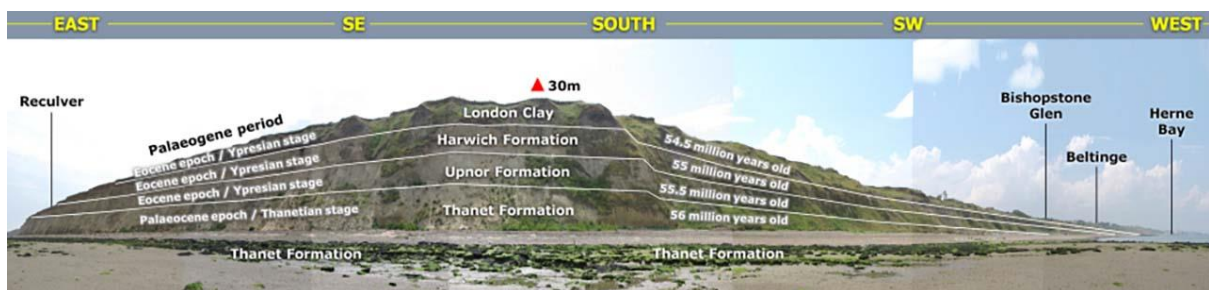 EAST SE SOUTH SW WEST
30m
Reculver
Palaeogene period
London Clay
Bishopstone
Glen
Herne
Bay
Eocene epoch / Ypresian stage
Harwich Formation
54.5 million years old
Beltinge
Eocene epoch / Ypresian stage
Upnor Formation
55 million years old
Eocene epoch / Ypresian stage
55.5 million years old
Palaeocene epoch / Thanetian stage
Thanet Formation
56 million years old
Thanet Formation
Thanet Formation